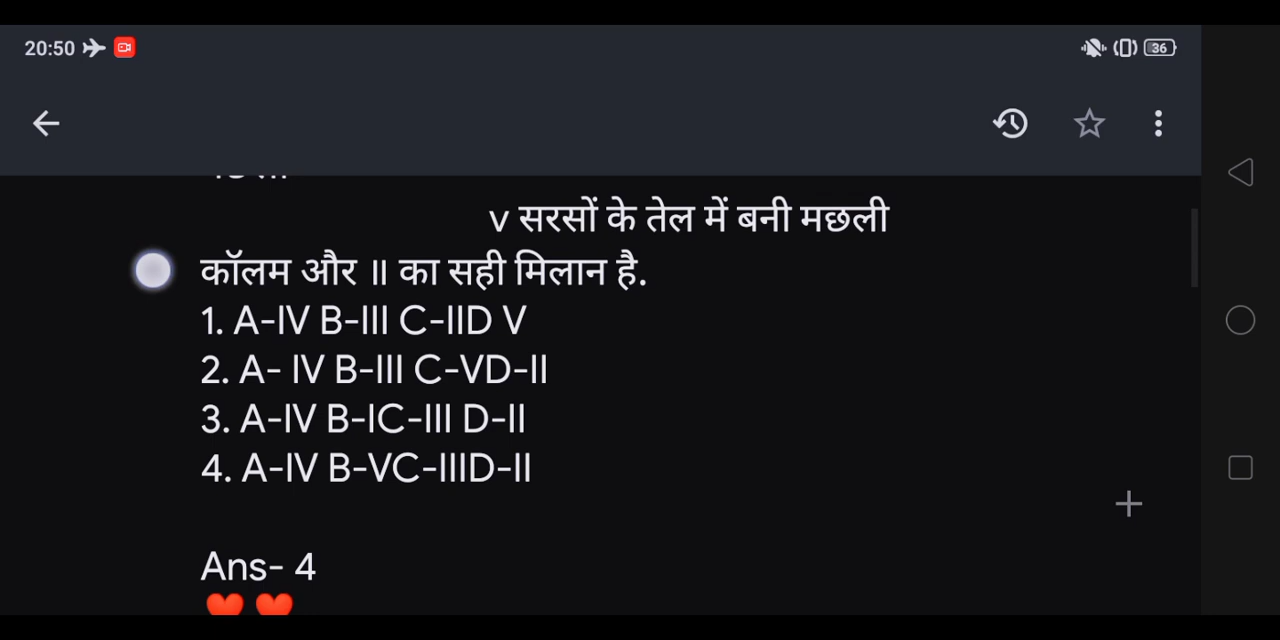 20:50
36
v सरसों के तेल में बनी मछली
कॉलम और II का सही मिलान है.
1. A-IV B-III C-IID V
2. A- IV B-III C-VD-II
3. A-IV B-IC-III D-II
4. A-IV B-VC-IIID-II
Ans- 4